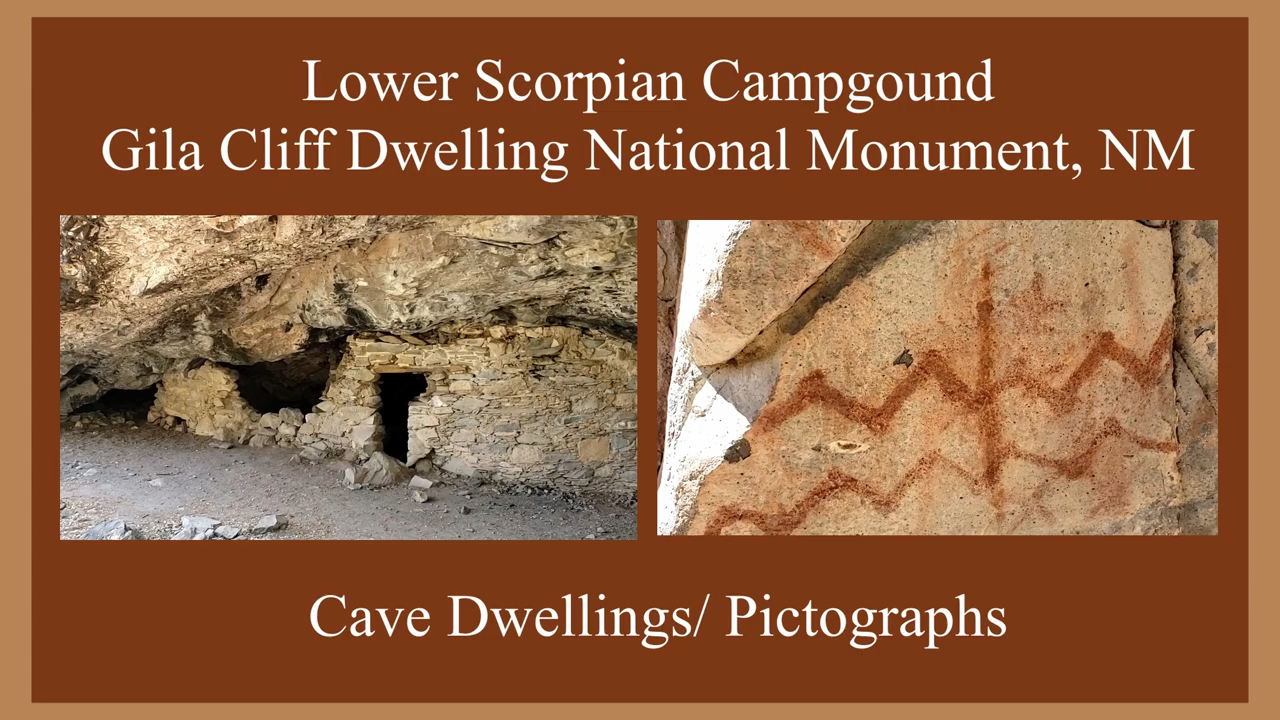 Lower Scorpian Campgound
Gila Cliff Dwelling National Monument, NM
Cave Dwellings/ Pictographs